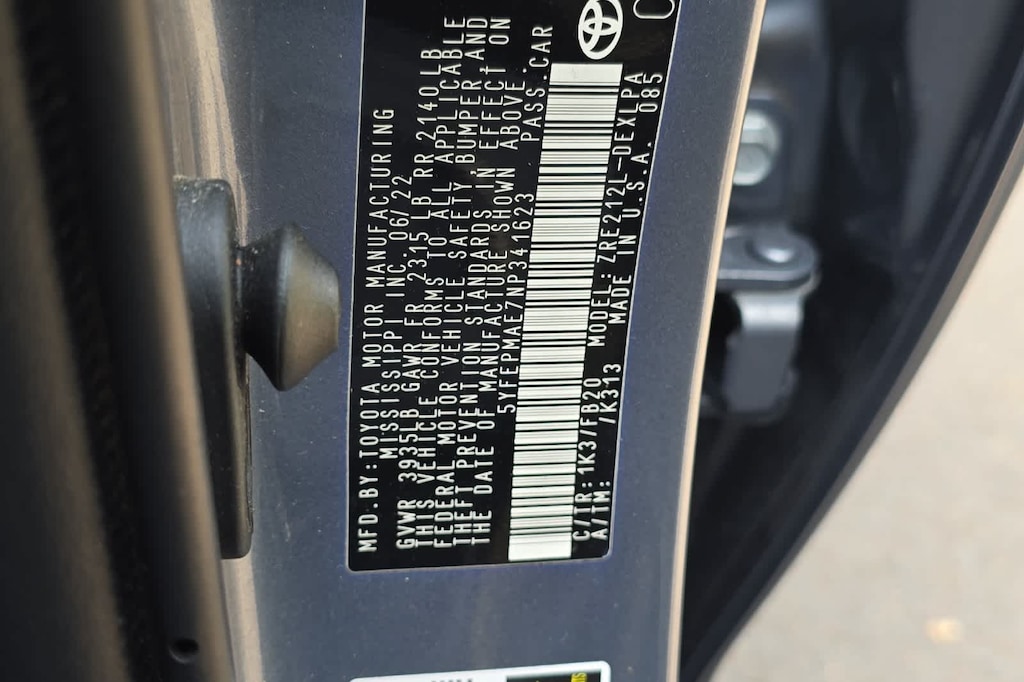 MFD.BY:TOYOTA MOTOR MANUFACTURING
MISSISSIPPI INC.06/22
GVWR 3935LB GAWR FR 2315 LB RR 2140LB
THIS VEHICLE CONFORMS TO ALL APPLICABLE
FEDERAL MOTOR VEHICLE SAFETY,BUMPER,AND
THEFT PREVENTION STANDARDS IN EFFECT ON
THE DATE OF MANUFACTURE SHOWN ABOVE.
5YFEPMAE7NP341623 PASS.CAR
C/TR:1K3/FB20 MODEL:ZRE212L-DEXLPA
A/TM: /K313 MADE IN U.S.A. 085